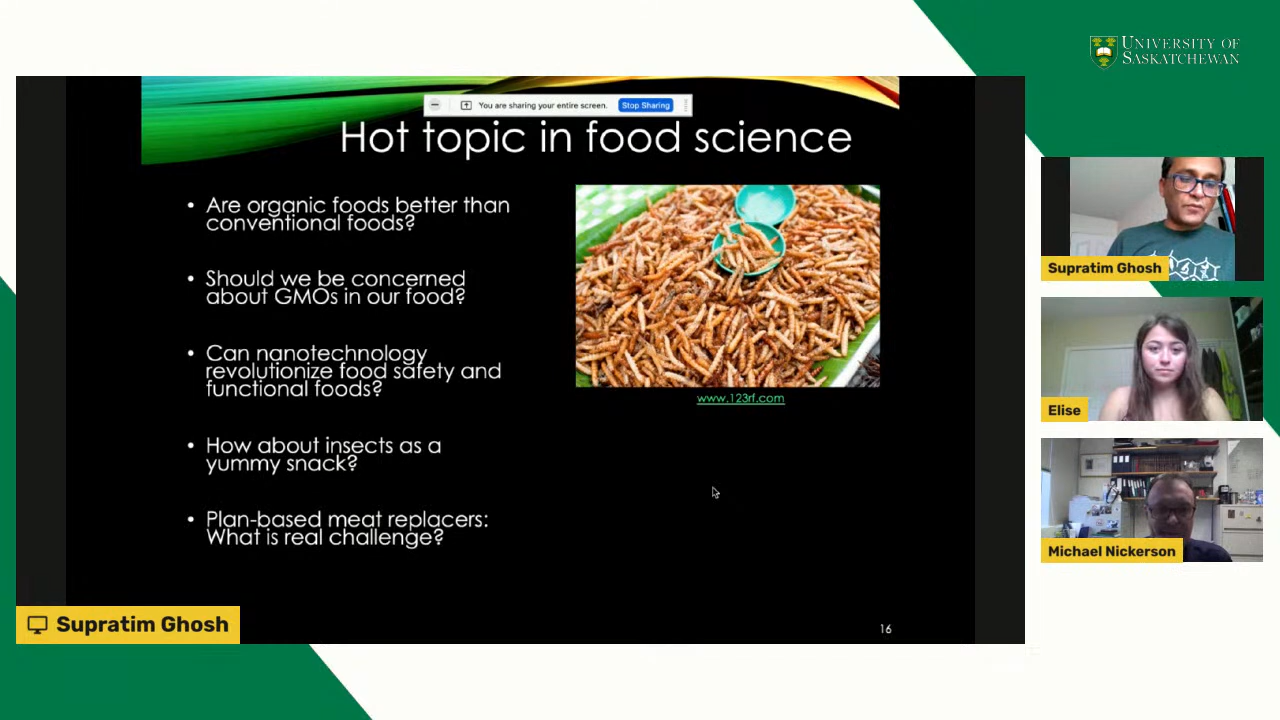 UNIVERSITY OF
SASKATCHEWAN
You are sharing your entire screen.
Stop Sharing
Hot topic in food science
• Are organic foods better than
conventional foods?
• Should we be concerned
about GMOs in our food?
• Can nanotechnology
revolutionize food safety and
functional foods?
• How about insects as a
yummy snack?
• Plan-based meat replacers:
What is real challenge?
www.123rf.com
16
Supratim Ghosh
Supratim Ghosh
Elise
Michael Nickerson